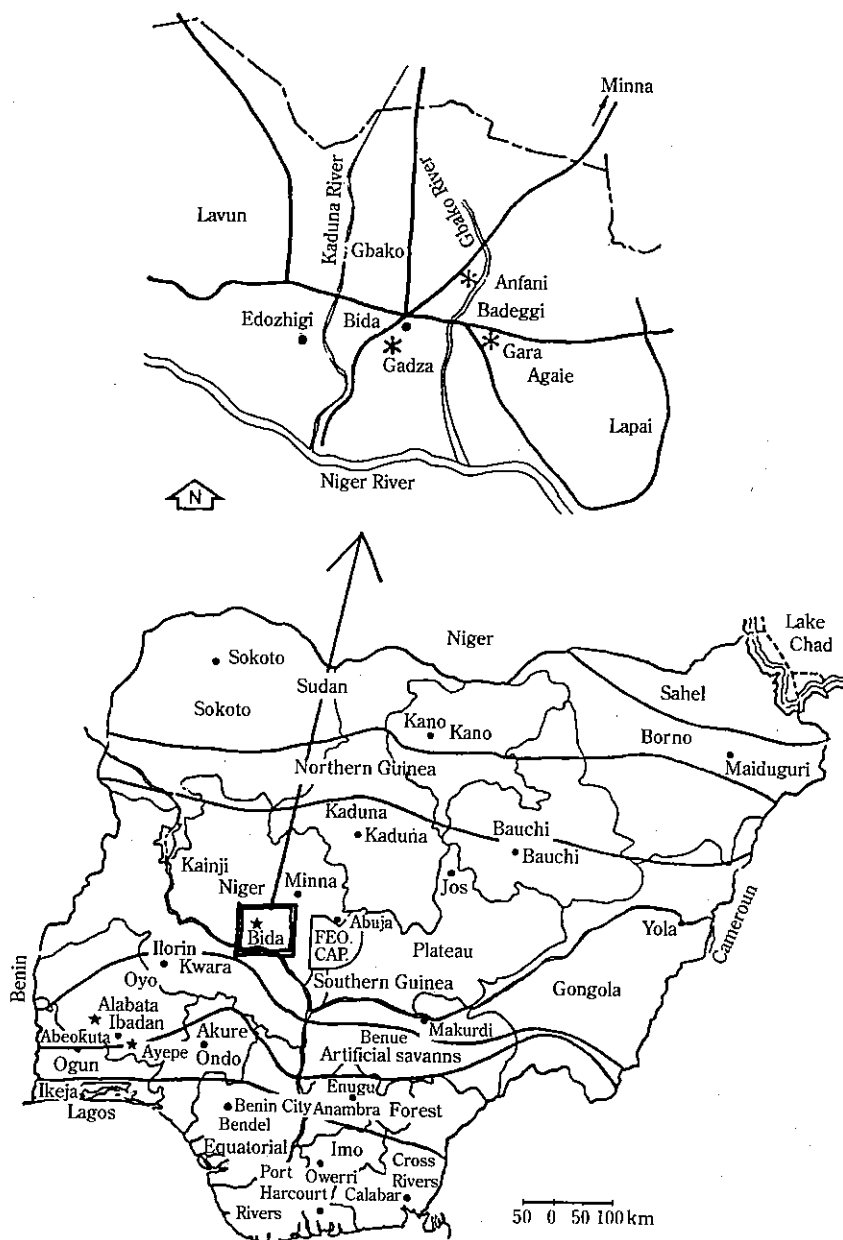 Minna
Kaduna River
Gbako River
Lavun
Gbako
Anfani
Badeggi
Edozhigi
Bida
Gadza
Gara
Agaie
Lapai
Niger River
N
Lake
Chad
Niger
Sokoto
Sudan
Sahel
Sokoto
Kano
Kano
Borno
Maiduguri
Northern Guinea
Kaduna
Kaduna
Bauchi
Bauchi
Kainji
Niger
Minna
Jos
Cameroun
Abuja
Yola
Bida
FEO.
CAP.
Plateau
Benin
Ilorin
Kwara
Oyo
Southern Guinea
Gongola
Alabata
Ibadan
Makurdi
Abeokuta
Akure
Benue
Ayepe
Ondo
Artificial savanns
Ogun
Ikeja
Enugu
Lagos
Benin City
Anambra
Forest
Bendel
Equatorial
Imo
Port
Owerri
Cross
Rivers
Harcourt
Calabar
Rivers
50 0 50 100 km